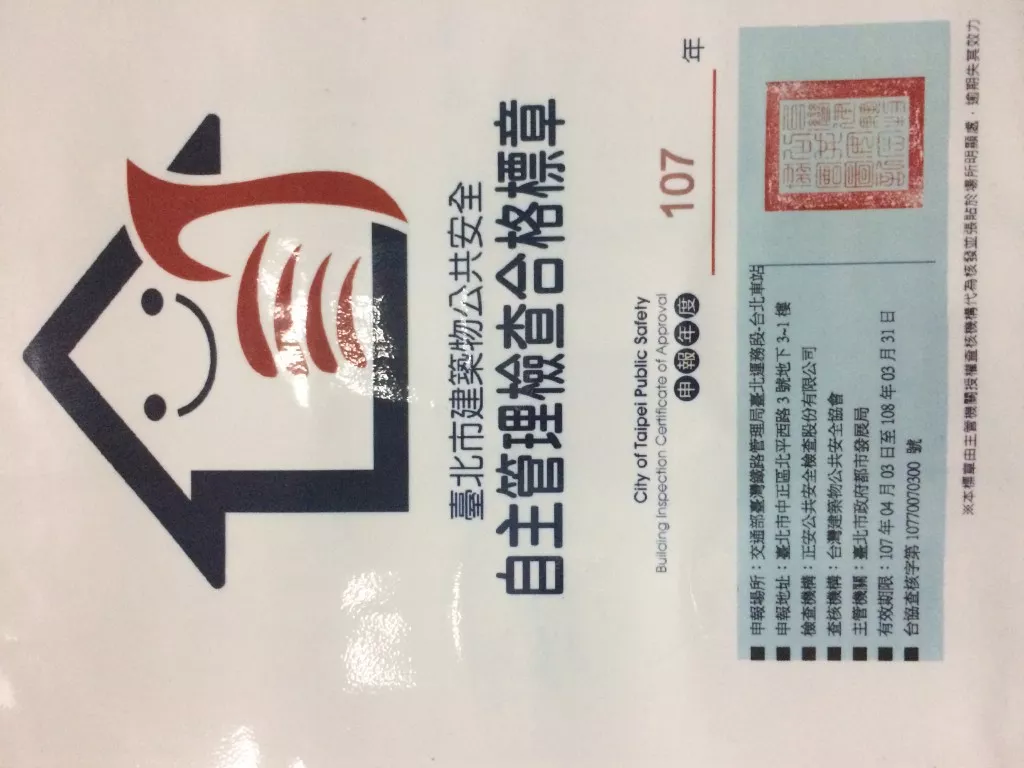 臺北市建築物公共安全
自主管理檢查合格標章
City of Taipei Public Safety
Building Inspection Certificate of Approval
申報年度
107 年
■ 申報場所：交通部臺灣鐵路管理局臺北運務段-台北車站
■ 申報地址：臺北市中正區北平西路 3 號地下 3~1 樓
■ 檢查機構：正安公共安全檢查股份有限公司
■ 查核機構：台灣建築物公共安全協會
■ 主管機關：臺北市政府都市發展局
■ 有效期限：107 年 04 月 03 日至 108 年 03 月 31 日
■ 台協查核字第 10770070300 號
※本標章由主管機關授權查核機構代為核發並張貼於場所明顯處，逾期失其效力